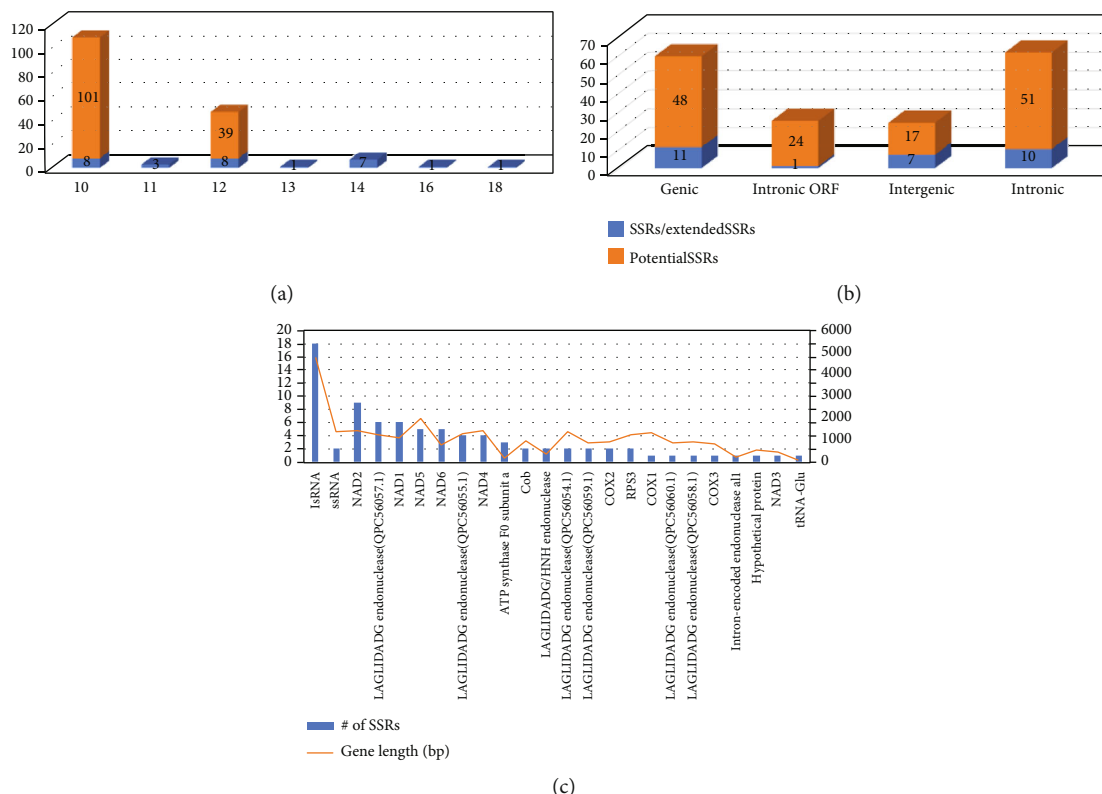 120
100
80
60
40
20
0
101
8
3
39
8
1
7
1
1
10 11 12 13 14 16 18
(a)
70
60
50
40
30
20
10
0
48
11
24
1
17
7
51
10
Genic Intronic ORF Intergenic Intronic
SSRs/extendedSSRs
PotentialSSRs
(b)
20
18
16
14
12
10
8
6
4
2
0
6000
5000
4000
3000
2000
1000
0
IsRNA
ssRNA
NAD2
LAGLIDADG endonuclease(QPC56057.1)
NAD1
NAD5
NAD6
LAGLIDADG endonuclease(QPC56055.1)
NAD4
ATP synthase F0 subunit a
Cob
LAGLIDADG/HNH endonuclease
LAGLIDADG endonuclease(QPC56054.1)
LAGLIDADG endonuclease(QPC56059.1)
COX2
RPS3
COX1
LAGLIDADG endonuclease(QPC56060.1)
LAGLIDADG endonuclease(QPC56058.1)
COX3
Intron-encoded endonuclease aI1
Hypothetical protein
NAD3
tRNA-Glu
# of SSRs
Gene length (bp)
(c)